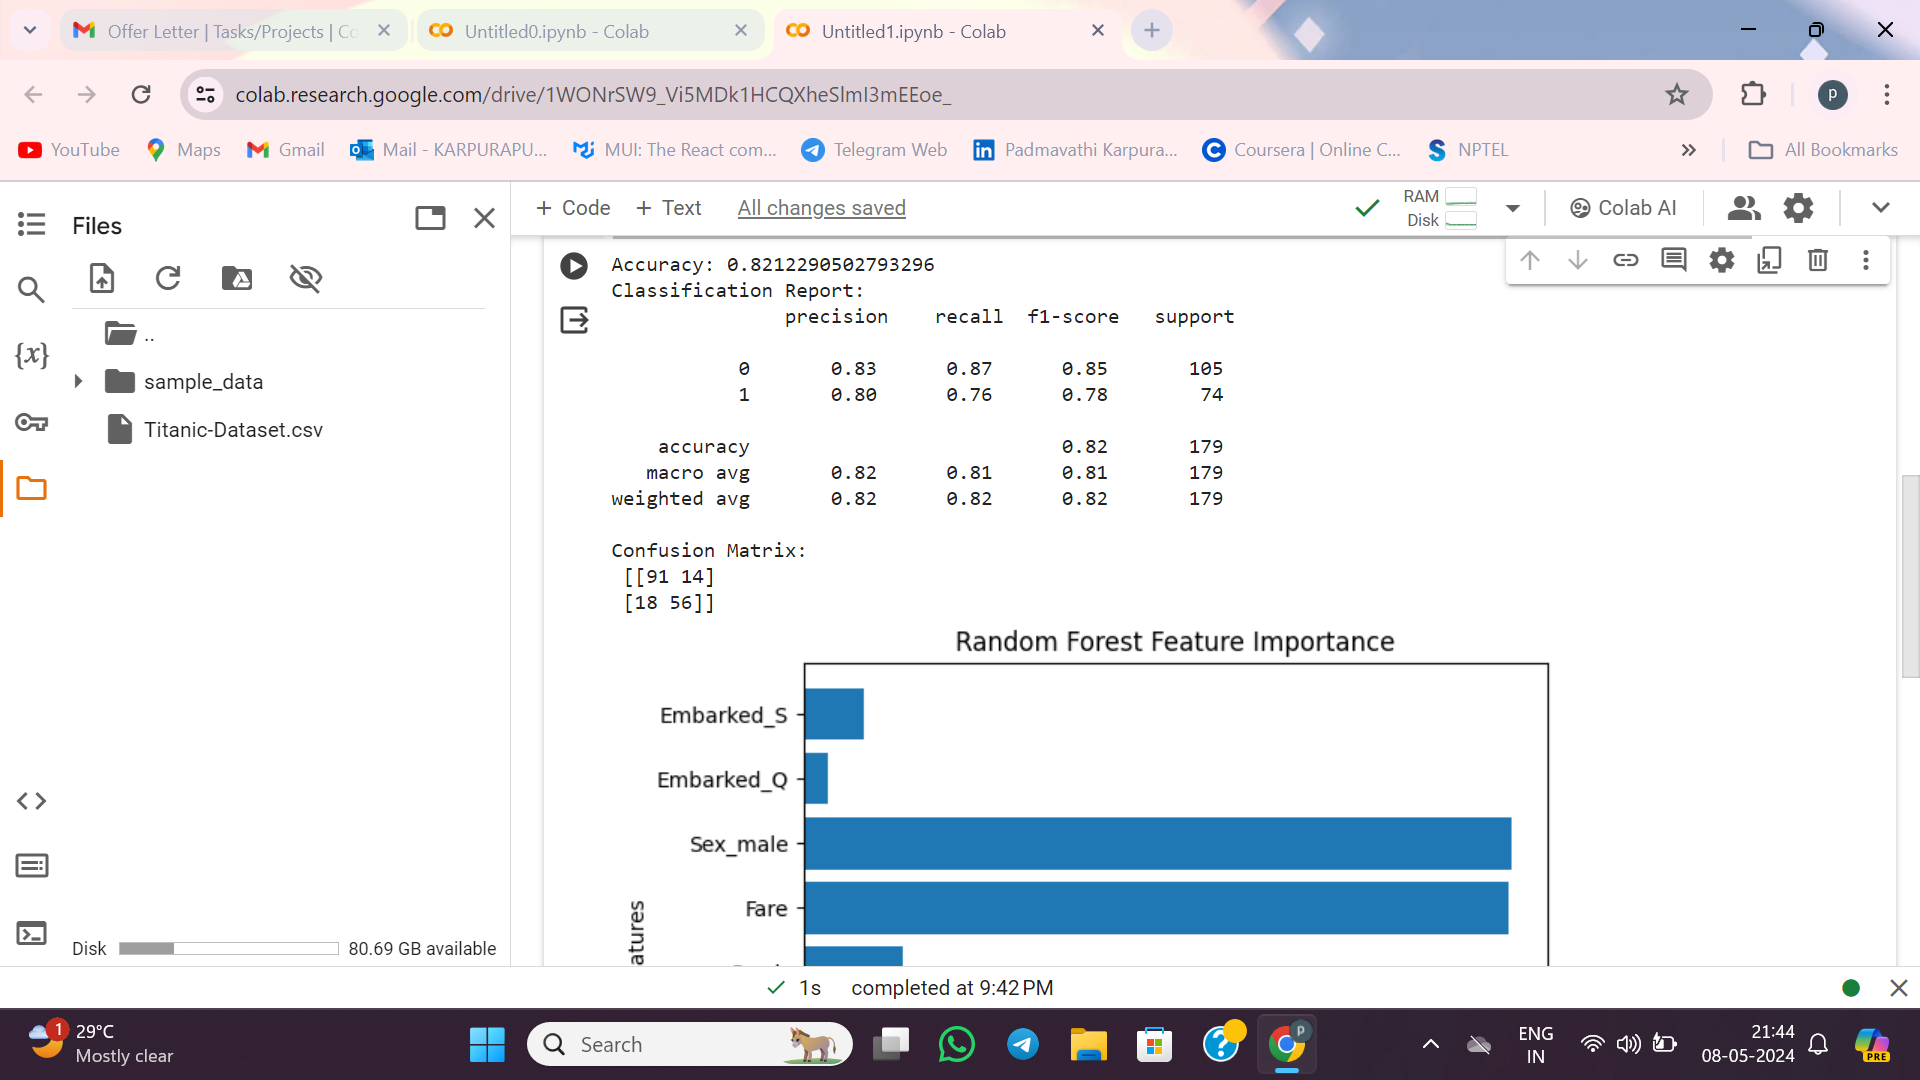 Offer Letter | Tasks/Projects | Co
Untitled0.ipynb - Colab
Untitled1.ipynb - Colab
colab.research.google.com/drive/1WONrSW9_Vi5MDk1HCQXheSlmI3mEEoe_
p
YouTube
Maps
Gmail
Mail - KARPURAPU...
MUI: The React com...
Telegram Web
Padmavathi Karpura...
Coursera | Online C...
NPTEL
All Bookmarks
Files
+ Code
+ Text
All changes saved
RAM
Disk
Colab AI
..
sample_data
Titanic-Dataset.csv
Disk
80.69 GB available
Accuracy: 0.8212290502793296
Classification Report:
precision recall f1-score support
0 0.83 0.87 0.85 105
1 0.80 0.76 0.78 74
accuracy 0.82 179
macro avg 0.82 0.81 0.81 179
weighted avg 0.82 0.82 0.82 179
Confusion Matrix:
[[91 14]
[18 56]]
Random Forest Feature Importance
Embarked_S
Embarked_Q
Sex_male
Fare
1s completed at 9:42 PM
1
29°C
Mostly clear
Search
p
ENG
IN
21:44
08-05-2024
PRE